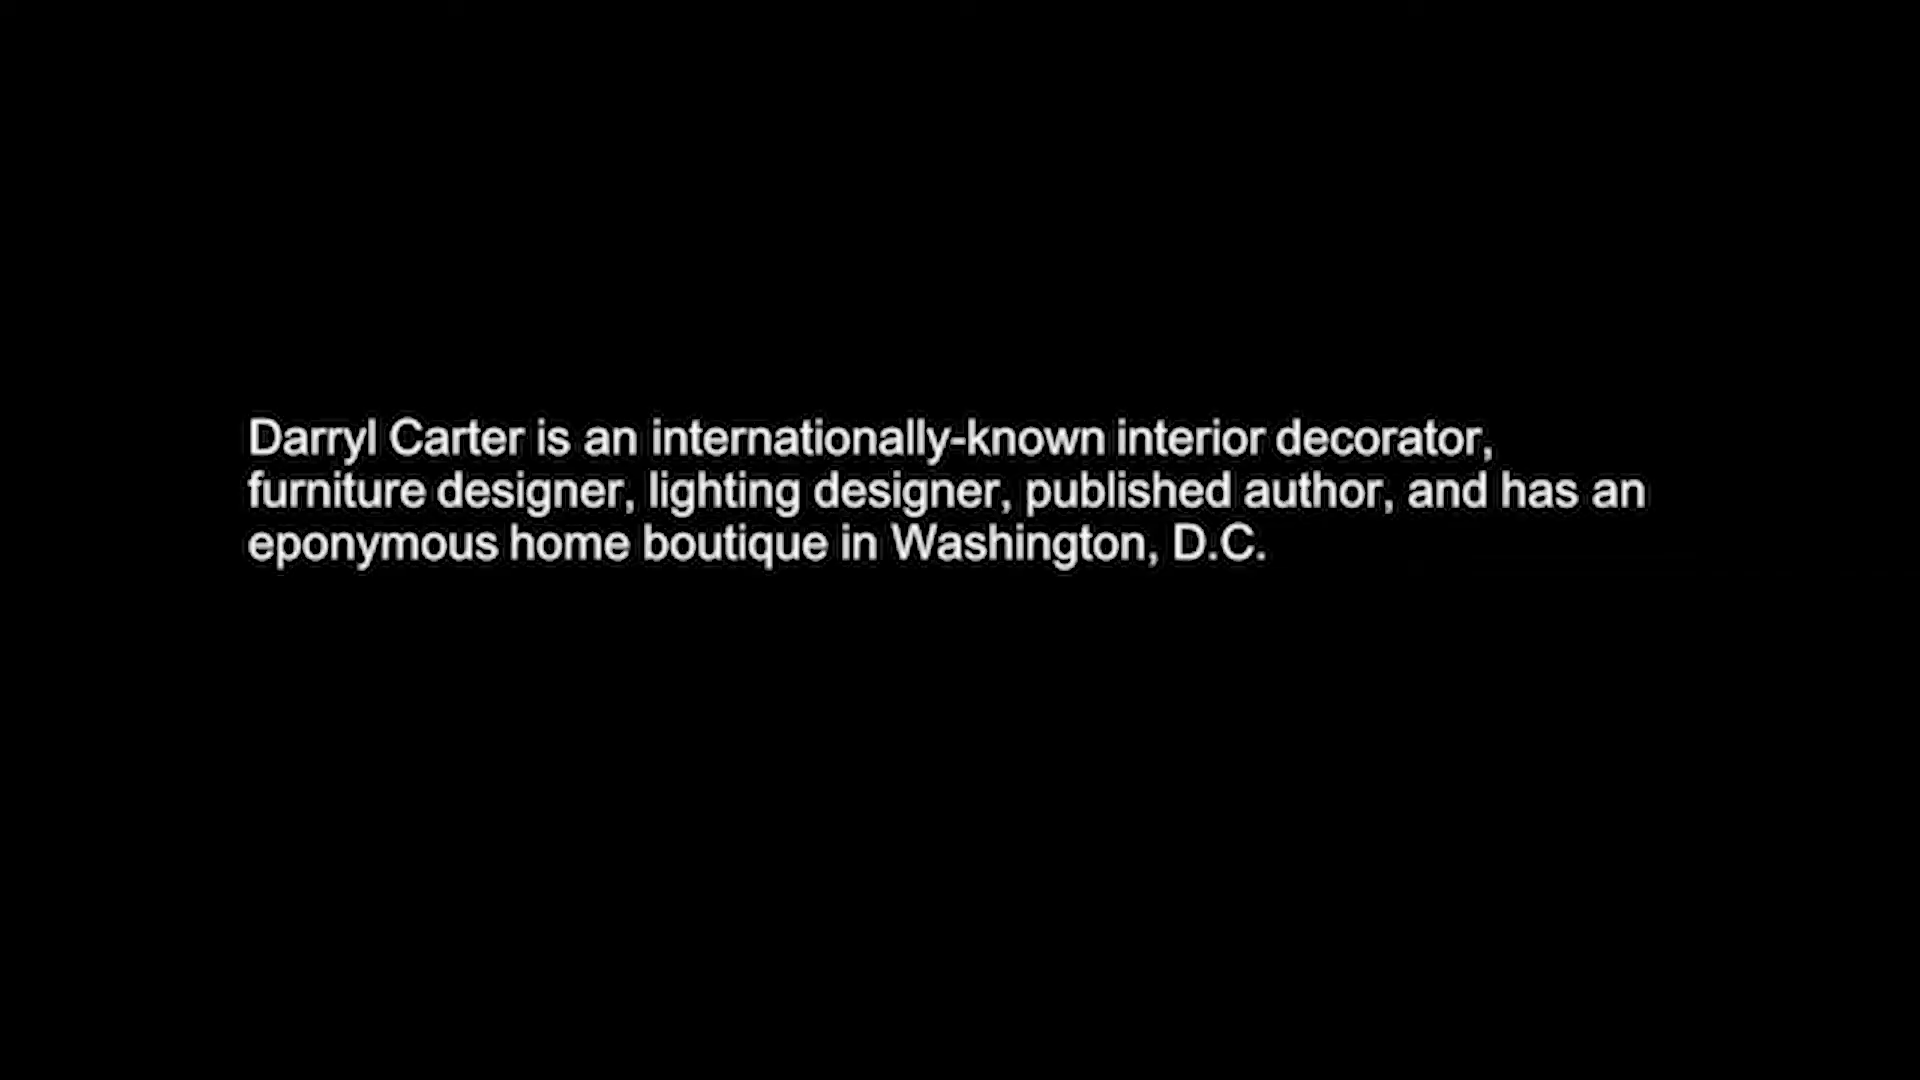 Darryl Carter is an internationally-known interior decorator,
furniture designer, lighting designer, published author, and has an
eponymous home boutique in Washington, D.C.